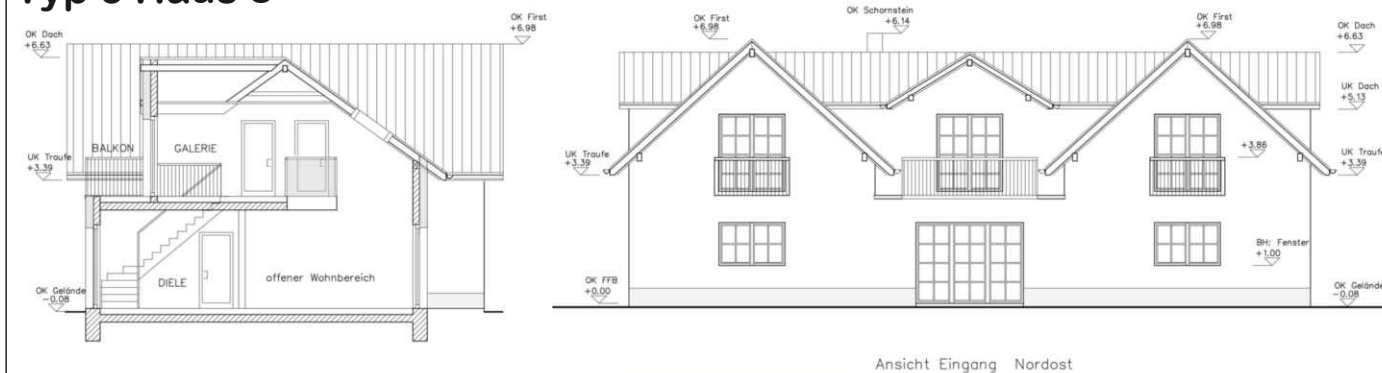 Typ Haus
OK Dach
+6.63
OK First
+6.98
BALKON
GALERIE
UK Traufe
+3.39
DIELE
offener Wohnbereich
OK Gelände
-0.08
OK First
+6.98
OK Schornstein
+6.14
OK First
+6.98
OK Dach
+6.63
UK Dach
+5.13
UK Traufe
+3.39
+3.86
UK Traufe
+3.39
BH: Fenster
+1.00
OK FFB
+0.00
OK Gelände
-0.08
Ansicht Eingang Nordost